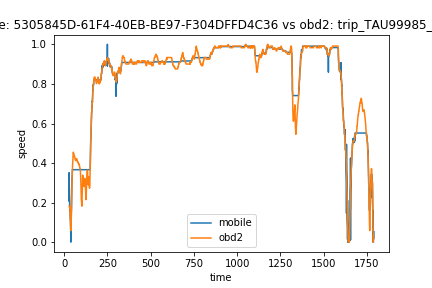 e: 5305845D-61F4-40EB-BE97-F304DFFD4C36 vs obd2: trip_TAU99985_
1.0
0.8
0.6
0.4
0.2
0.0
speed
mobile
obd2
0 250 500 750 1000 1250 1500 1750
time